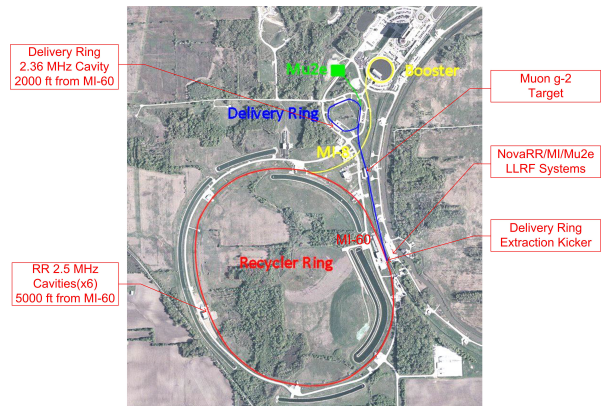 Delivery Ring
2.36 MHz Cavity
2000 ft from MI-60
Mu2e
Booster
Muon g-2
Target
Delivery Ring
MI-8
NovaRR/MI/Mu2e
LLRF Systems
MI-60
Delivery Ring
Extraction Kicker
Recycler Ring
RR 2.5 MHz
Cavities(x6)
5000 ft from MI-60